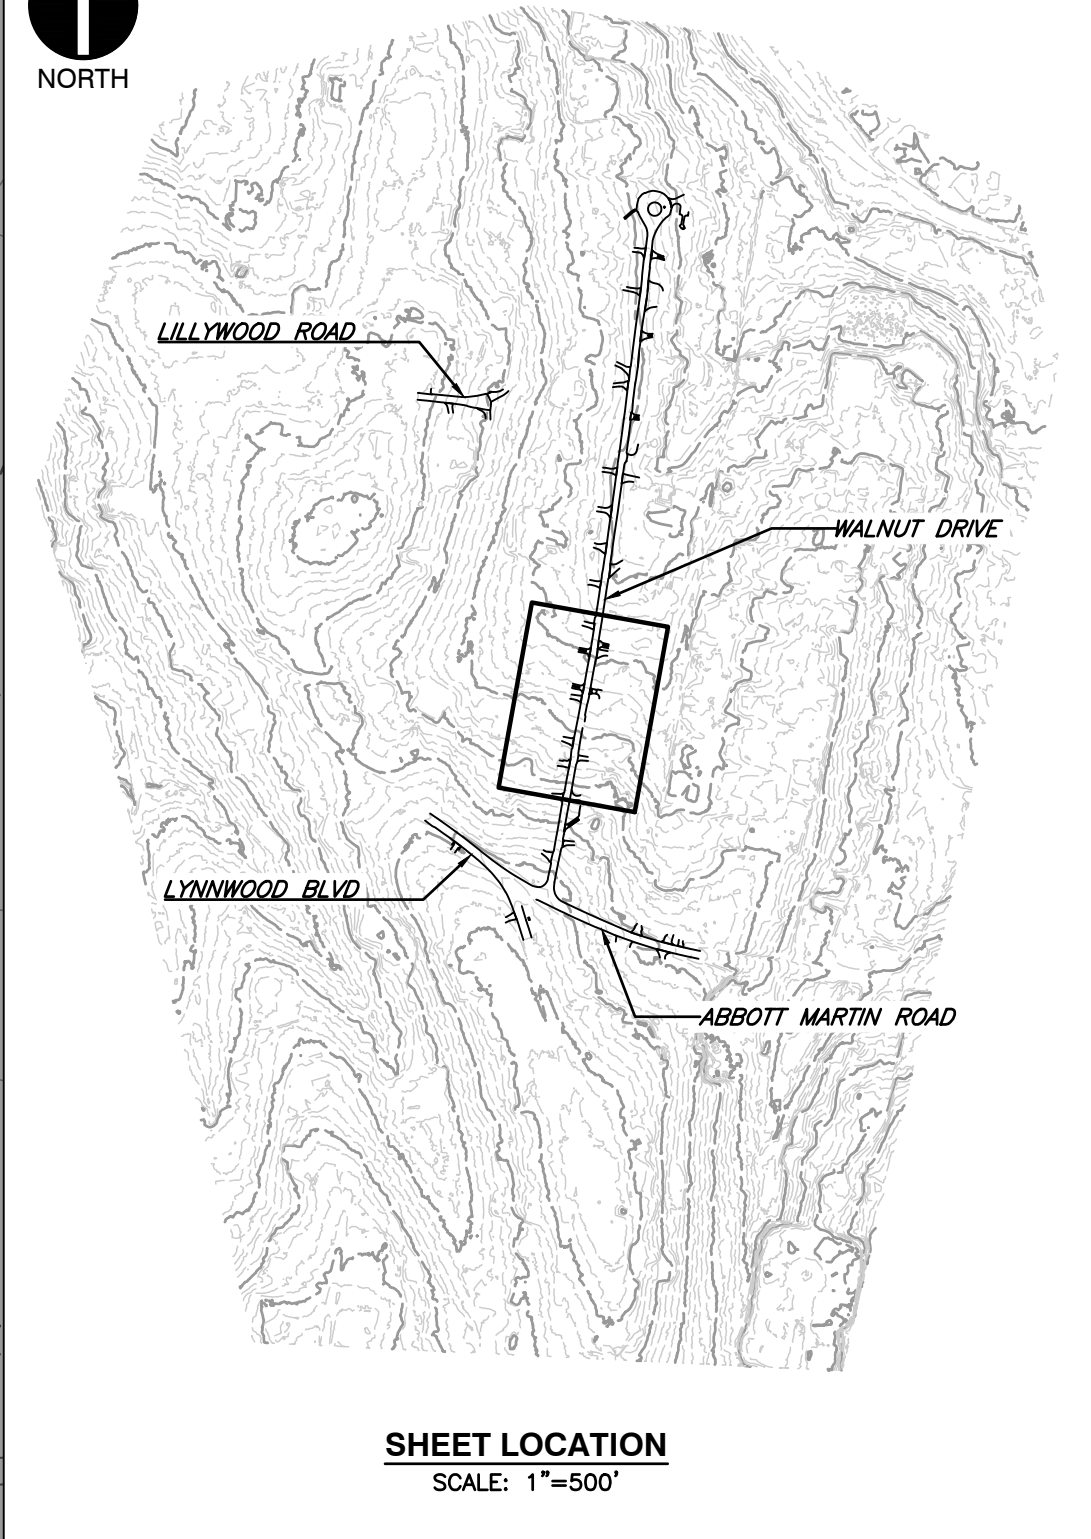 NORTH
LILLYWOOD ROAD
WALNUT DRIVE
LYNNWOOD BLVD
ABBOTT MARTIN ROAD
SHEET LOCATION
SCALE: 1"=500'